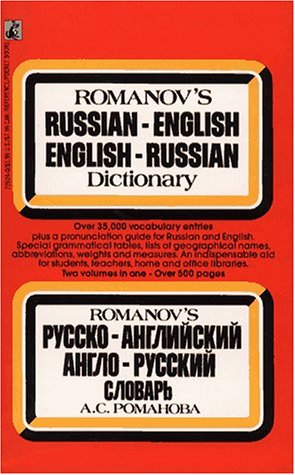 ROMANOV'S
RUSSIAN - ENGLISH
ENGLISH - RUSSIAN
Dictionary
Over 35,000 vocabulary entries
plus a pronunciation guide for Russian and English.
Special grammatical tables, lists of geographical names,
abbreviations, weights and measures. An indispensable aid
for students, teachers, home and office libraries.
Two volumes in one - Over 500 pages
ROMANOV'S
РУССКО - АНГЛИЙСКИЙ
АНГЛО - РУССКИЙ
СЛОВАРЬ
А.С. РОМАНОВА